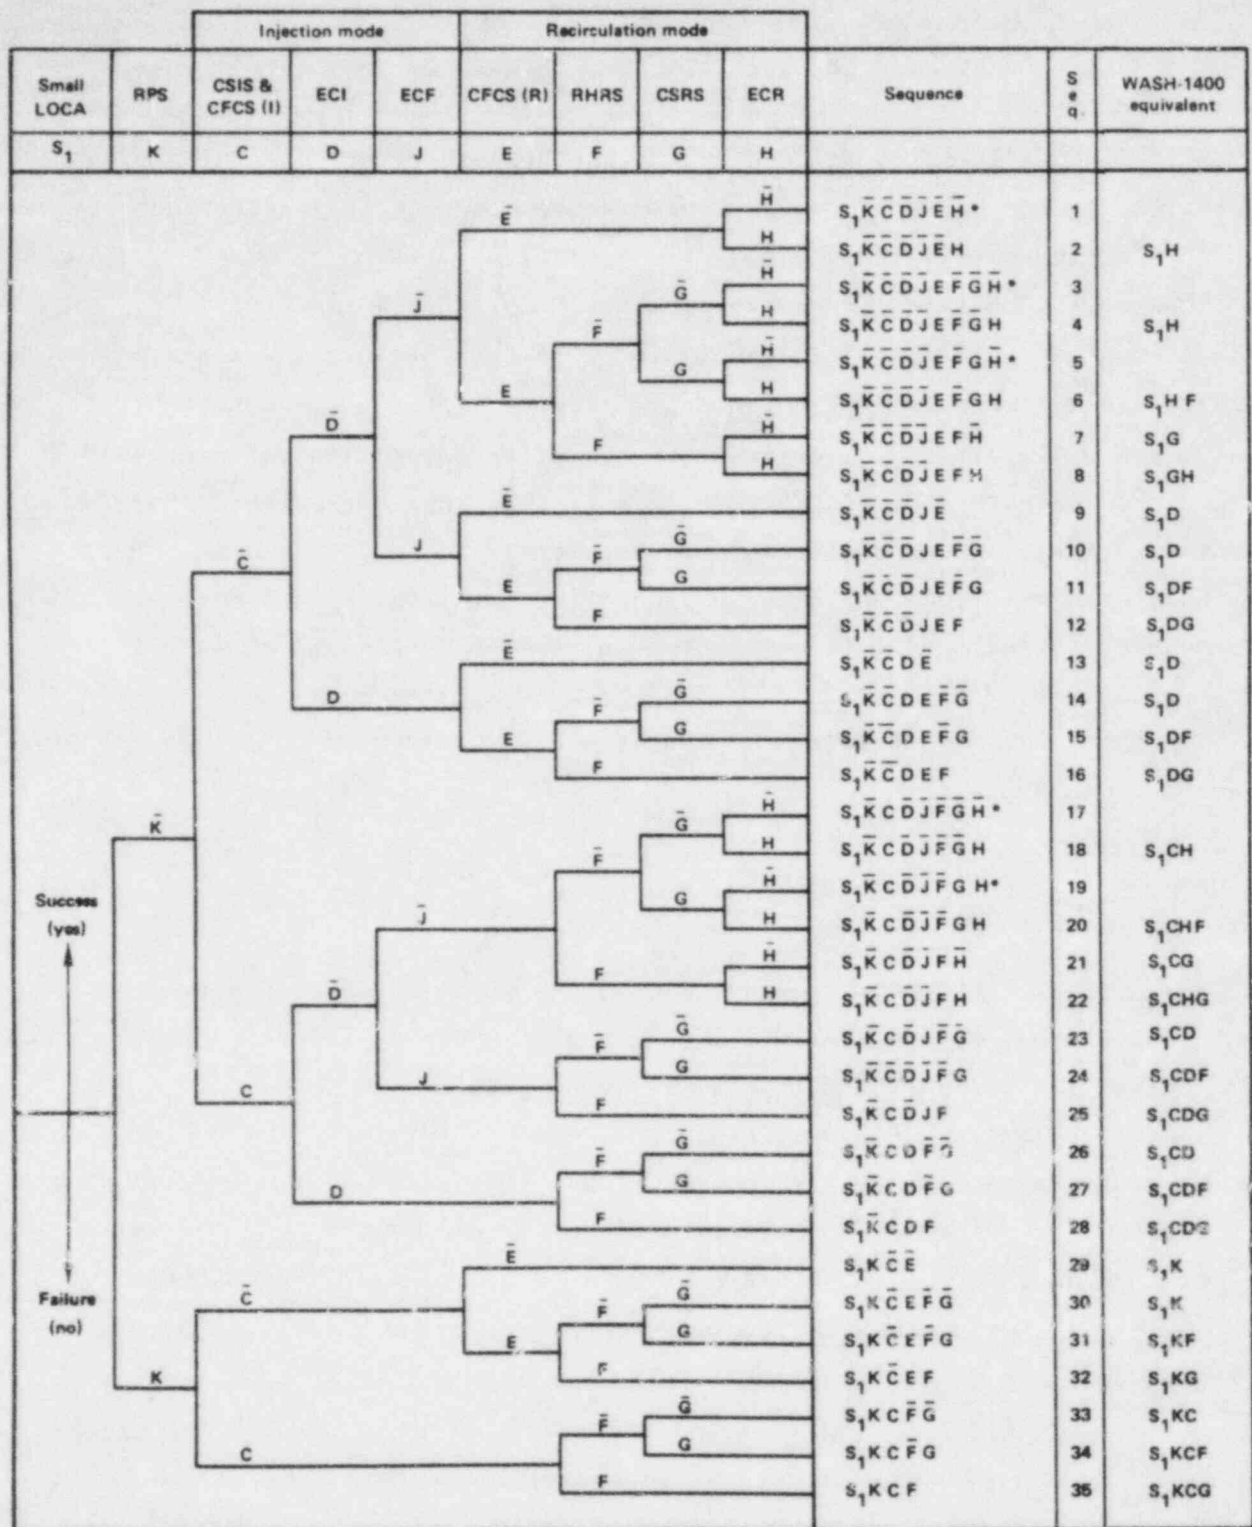 Injection mode Recirculation mode
Small LOCA RPS CSIS & CFCS (I) ECI ECF CFCS (R) RHRS CSRS ECR Sequence Seq. WASH-1400 equivalent
S₁ K C D J E F G H
H̄ S₁K̄C̄D̄J̄ĒH̄* 1
Ē
H S₁K̄C̄D̄J̄ĒH 2 S₁H
H̄ S₁K̄C̄D̄J̄EF̄ḠH̄* 3
J̄ Ḡ
H S₁K̄C̄D̄J̄EF̄ḠH 4 S₁H
F̄
H̄ S₁K̄C̄D̄J̄EF̄GH̄* 5
G
E H S₁K̄C̄D̄J̄EF̄GH 6 S₁HF
D̄ H̄ S₁K̄C̄D̄J̄EFH̄ 7 S₁G
F
H S₁K̄C̄D̄J̄EFH 8 S₁GH
Ē S₁K̄C̄D̄JĒ 9 S₁D
J Ḡ S₁K̄C̄D̄JEF̄Ḡ 10 S₁D
C̄ F̄
E G S₁K̄C̄D̄JEF̄G 11 S₁DF
F S₁K̄C̄D̄JEF 12 S₁DG
Ē S₁K̄C̄DĒ 13 S₁D
D Ḡ S₁K̄C̄DEF̄Ḡ 14 S₁D
F̄
E G S₁K̄C̄DEF̄G 15 S₁DF
F S₁K̄C̄DEF 16 S₁DG
H̄ S₁K̄CD̄J̄F̄ḠH̄* 17
K̄ Ḡ
H S₁K̄CD̄J̄F̄ḠH 18 S₁CH
F̄
Success H̄ S₁K̄CD̄J̄F̄GH* 19
G
(yes) J̄ H S₁K̄CD̄J̄F̄GH 20 S₁CHF
H̄ S₁K̄CD̄J̄FH̄ 21 S₁CG
F
D̄ H S₁K̄CD̄J̄FH 22 S₁CHG
Ḡ S₁K̄CD̄JF̄Ḡ 23 S₁CD
F̄
C J G S₁K̄C̄D̄J̄F̄G 24 S₁CDF
F S₁K̄CD̄JF 25 S₁CDG
Ḡ S₁K̄CDF̄Ḡ 26 S₁CD
F̄
D G S₁K̄CDF̄G 27 S₁CDF
F S₁K̄CDF 28 S₁CDG
Ē S₁KC̄Ē 29 S₁K
Failure C̄ Ḡ S₁KC̄EF̄Ḡ 30 S₁K
F̄
(no) E G S₁KC̄EF̄G 31 S₁KF
K F S₁KC̄EF 32 S₁KG
Ḡ S₁KCF̄Ḡ 33 S₁KC
F̄
C G S₁KCF̄G 34 S₁KCF
F S₁KCF 35 S₁KCG